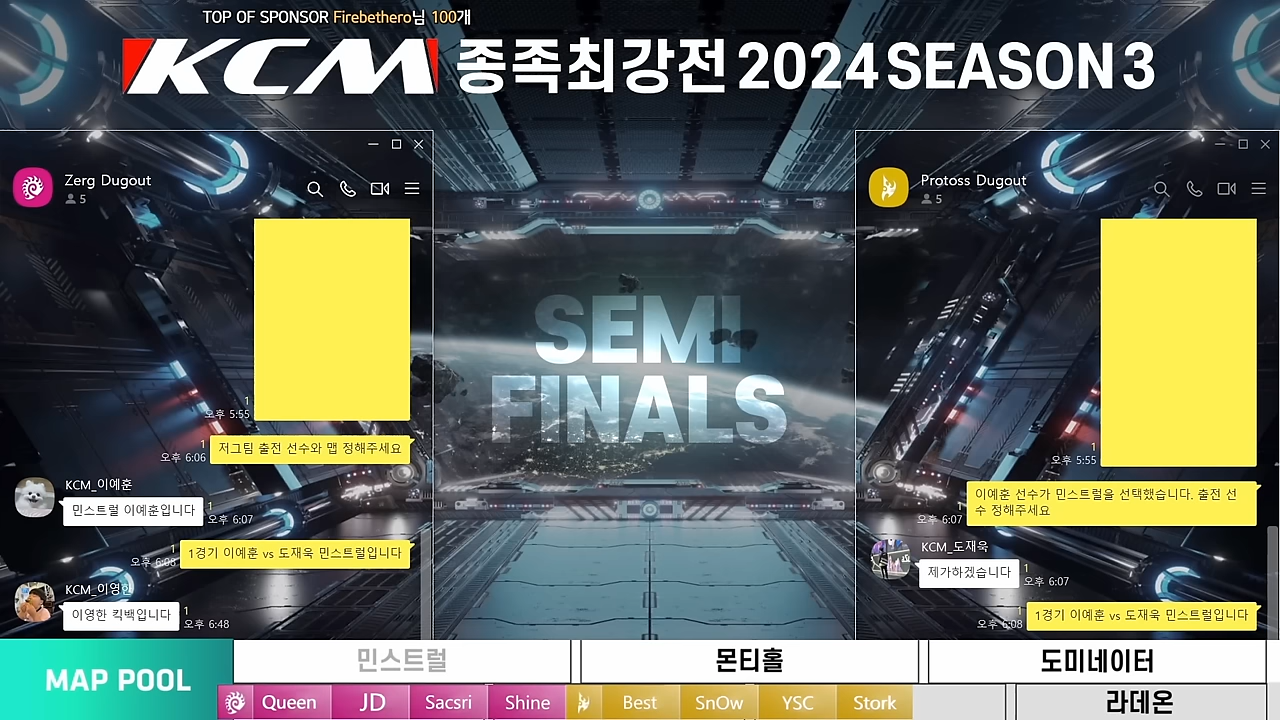 TOP OF SPONSOR Firebethero님 100개
KCM 종족최강전 2024 SEASON 3
Zerg Dugout
5
1
오후 5:55
저그팀 출전 선수와 맵 정해주세요
1
오후 6:06
KCM_이예훈
민스트럴 이예훈입니다
1
오후 6:07
1경기 이예훈 vs 도재욱 민스트럴입니다
1
오후 6:08
KCM_이영한
이영한 킥백입니다
1
오후 6:48
SEMI
FINALS
Protoss Dugout
5
1
오후 5:55
이예훈 선수가 민스트럴을 선택했습니다. 출전 선
수 정해주세요
1
오후 6:07
KCM_도재욱
제가하겠습니다
1
오후 6:07
1경기 이예훈 vs 도재욱 민스트럴입니다
1
오후 6:08
MAP POOL
민스트럴 몬티홀 도미네이터
Queen JD Sacsri Shine Best SnOw YSC Stork 라데온